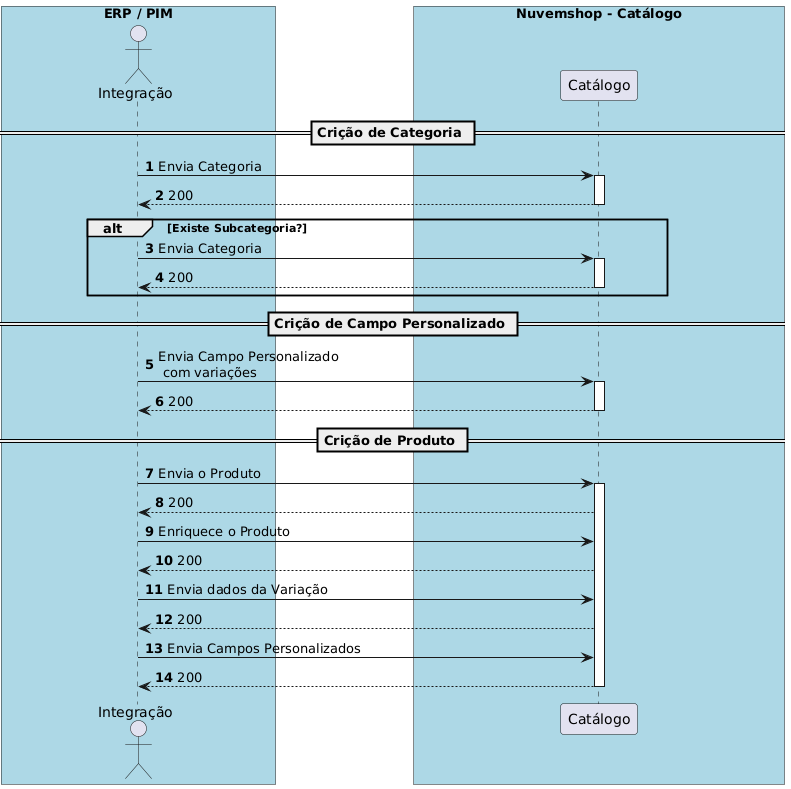 ERP / PIM
Nuvemshop - Catálogo
Integração
Catálogo
Crição de Categoria
1 Envia Categoria
2 200
alt [Existe Subcategoria?]
3 Envia Categoria
4 200
Crição de Campo Personalizado
5 Envia Campo Personalizado
com variações
6 200
Crição de Produto
7 Envia o Produto
8 200
9 Enriquece o Produto
10 200
11 Envia dados da Variação
12 200
13 Envia Campos Personalizados
14 200
Integração
Catálogo